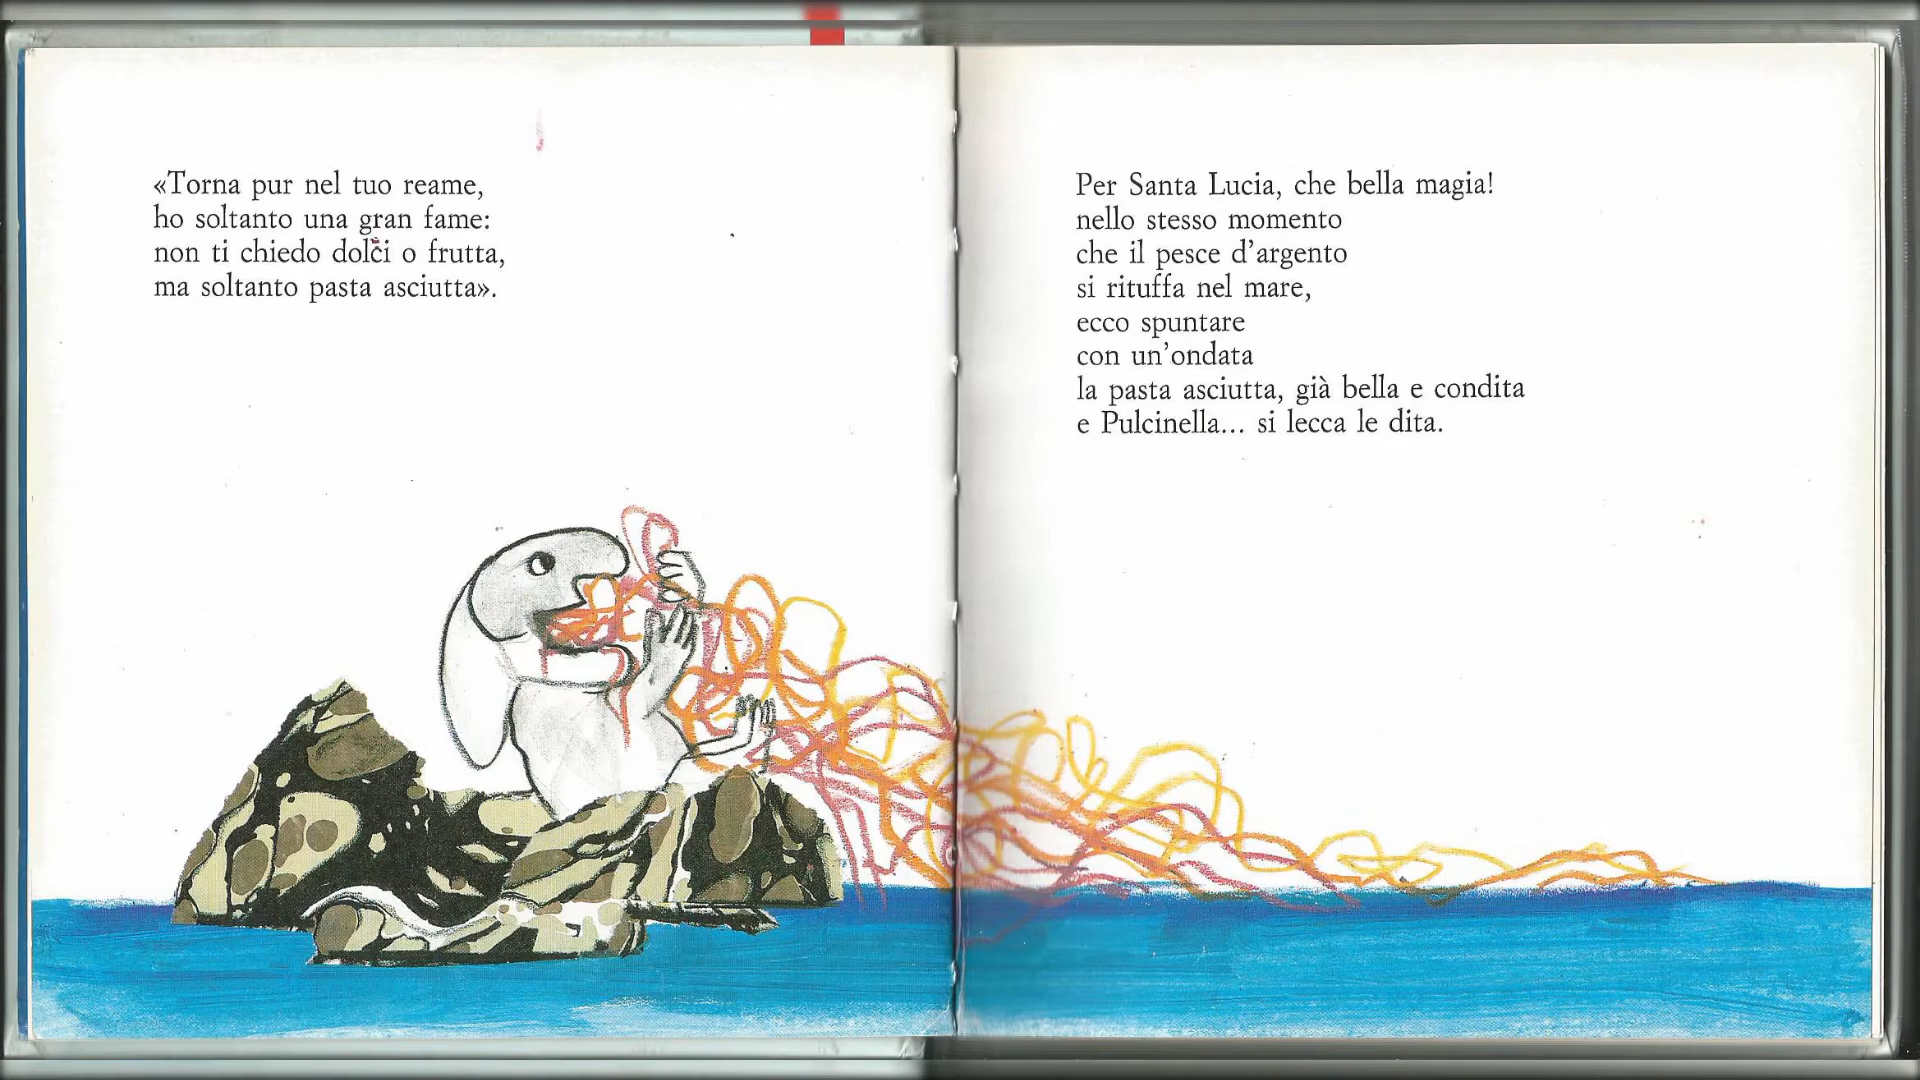 «Torna pur nel tuo reame,
ho soltanto una gran fame:
non ti chiedo dolci o frutta,
ma soltanto pasta asciutta».
Per Santa Lucia, che bella magia!
nello stesso momento
che il pesce d'argento
si rituffa nel mare,
ecco spuntare
con un'ondata
la pasta asciutta, già bella e condita
e Pulcinella... si lecca le dita.